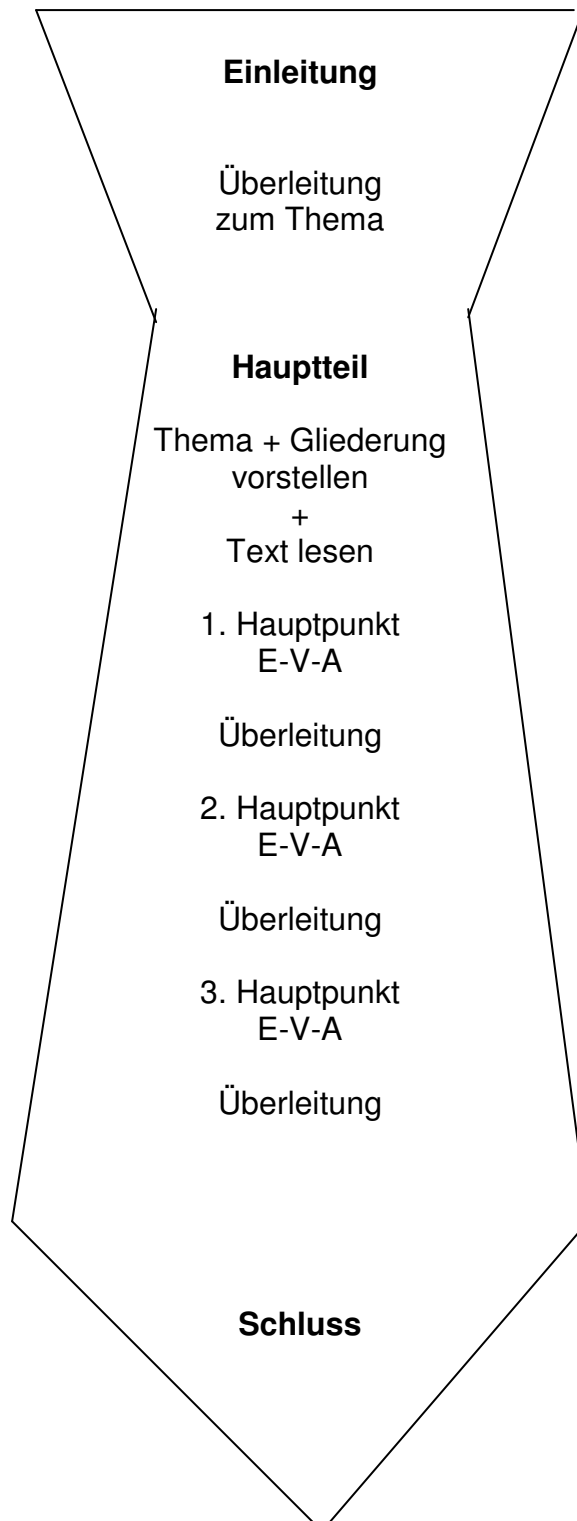 Einleitung
Überleitung
zum Thema
Hauptteil
Thema + Gliederung
vorstellen
+
Text lesen
1. Hauptpunkt
E-V-A
Überleitung
2. Hauptpunkt
E-V-A
Überleitung
3. Hauptpunkt
E-V-A
Überleitung
Schluss